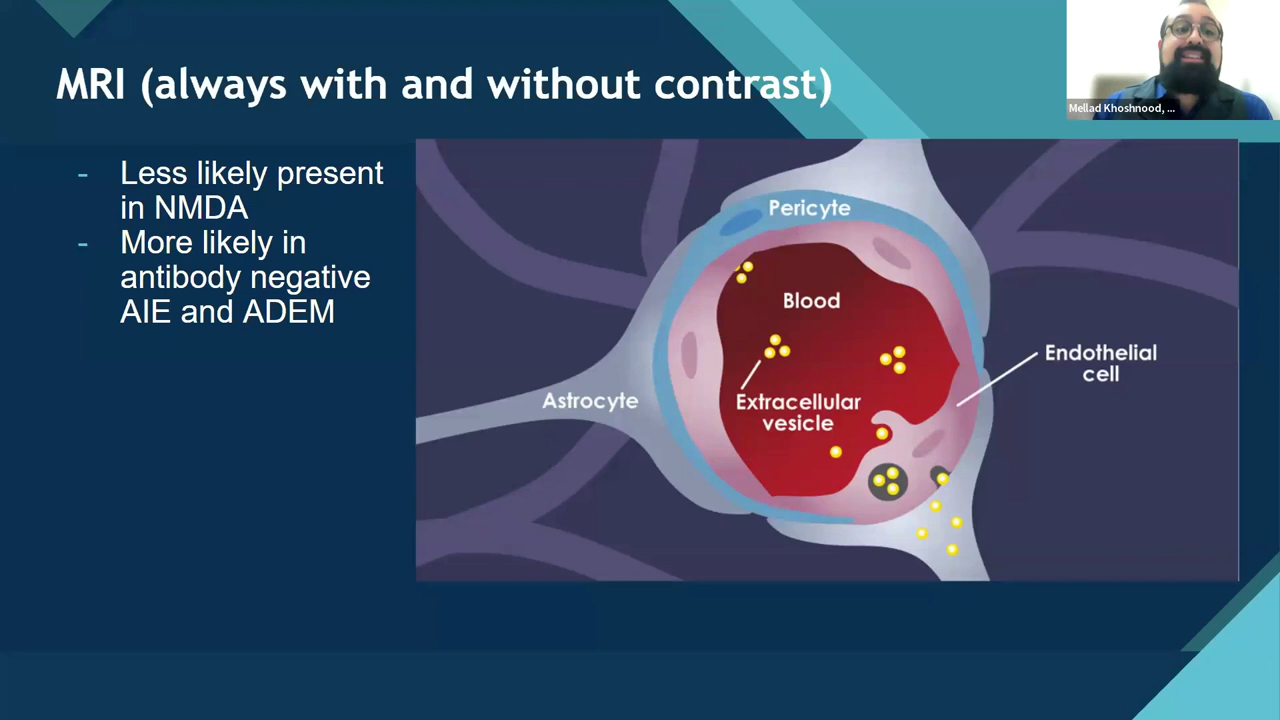 MRI (always with and without contrast)
Mellad Khoshnood, ...
- Less likely present
in NMDA
- More likely in
antibody negative
AIE and ADEM
Pericyte
Blood
Endothelial
cell
Astrocyte
Extracellular
vesicle